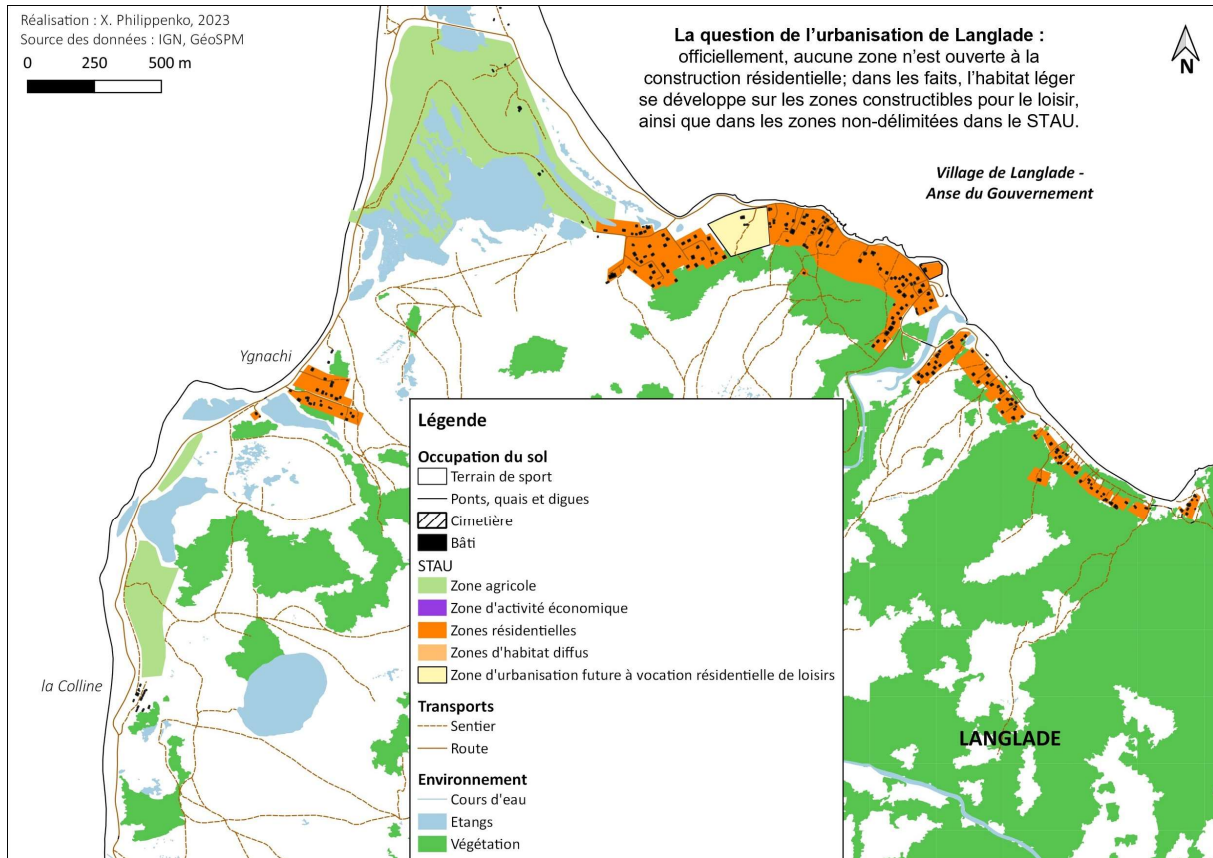 Réalisation : X. Philippenko, 2023
Source des données : IGN, GéoSPM
0 250 500 m
La question de l'urbanisation de Langlade :
officiellement, aucune zone n'est ouverte à la
construction résidentielle; dans les faits, l'habitat léger
se développe sur les zones constructibles pour le loisir,
ainsi que dans les zones non-délimitées dans le STAU.
N
Village de Langlade -
Anse du Gouvernement
Ygnachi
la Colline
LANGLADE
Légende
Occupation du sol
Terrain de sport
Ponts, quais et digues
Cimetière
Bâti
STAU
Zone agricole
Zone d'activité économique
Zones résidentielles
Zones d'habitat diffus
Zone d'urbanisation future à vocation résidentielle de loisirs
Transports
Sentier
Route
Environnement
Cours d'eau
Etangs
Végétation